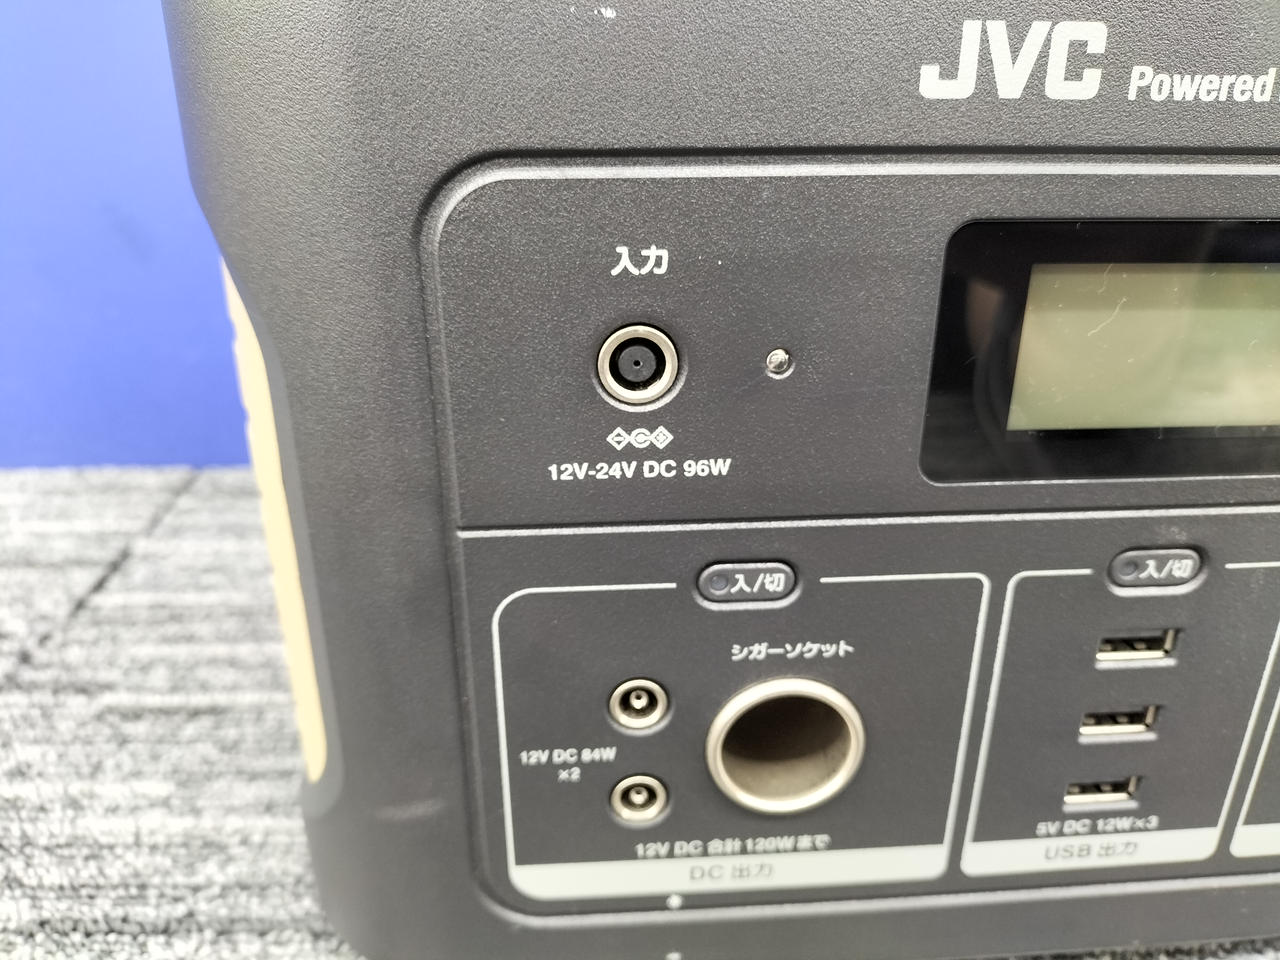 JVC Powered
入力
12V-24V DC 96W
入/切
入/切
シガーソケット
12V DC 84W
×2
12V DC 合計 120Wまで
DC 出力
5V DC 12W×3
USB 出力